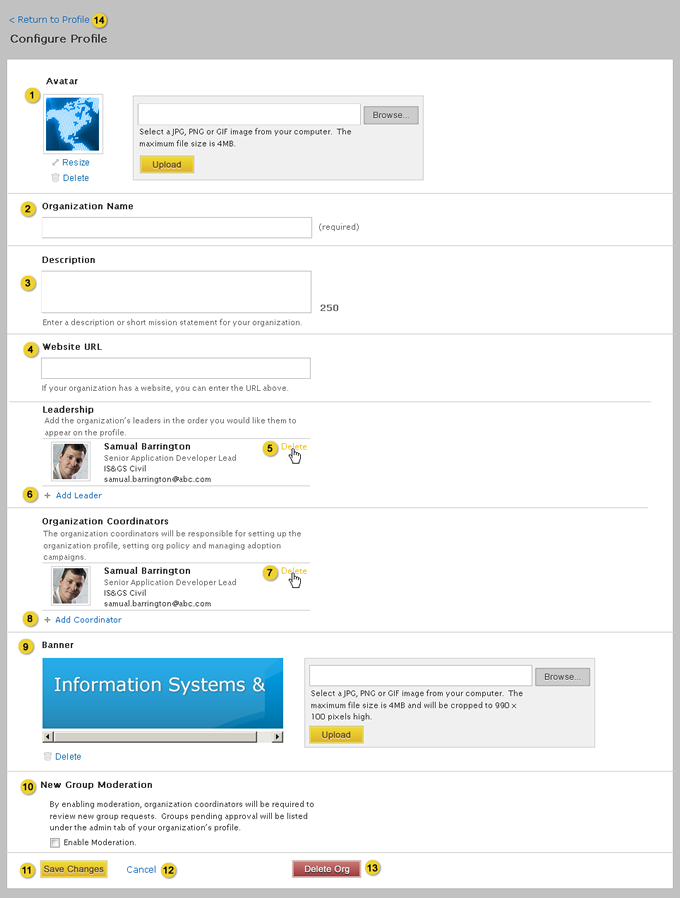 < Return to Profile 14
Configure Profile
Avatar
1
Browse...
Select a JPG, PNG or GIF image from your computer. The
maximum file size is 4MB.
Upload
Resize
Delete
2 Organization Name
(required)
Description
3
250
Enter a description or short mission statement for your organization.
4 Website URL
If your organization has a website, you can enter the URL above.
Leadership
Add the organization's leaders in the order you would like them to
appear on the profile.
Samual Barrington 5 Delete
Senior Application Developer Lead
IS&GS Civil
samual.barrington@abc.com
6 + Add Leader
Organization Coordinators
The organization coordinators will be responsible for setting up the
organization profile, setting org policy and managing adoption
campaigns.
Samual Barrington 7 Delete
Senior Application Developer Lead
IS&GS Civil
samual.barrington@abc.com
8 + Add Coordinator
9 Banner
Information Systems &
Browse...
Select a JPG, PNG or GIF image from your computer. The
maximum file size is 4MB and will be cropped to 990 x
100 pixels high.
Upload
Delete
10 New Group Moderation
By enabling moderation, organization coordinators will be required to
review new group requests. Groups pending approval will be listed
under the admin tab of your organization's profile.
Enable Moderation.
11 Save Changes Cancel 12 Delete Org 13